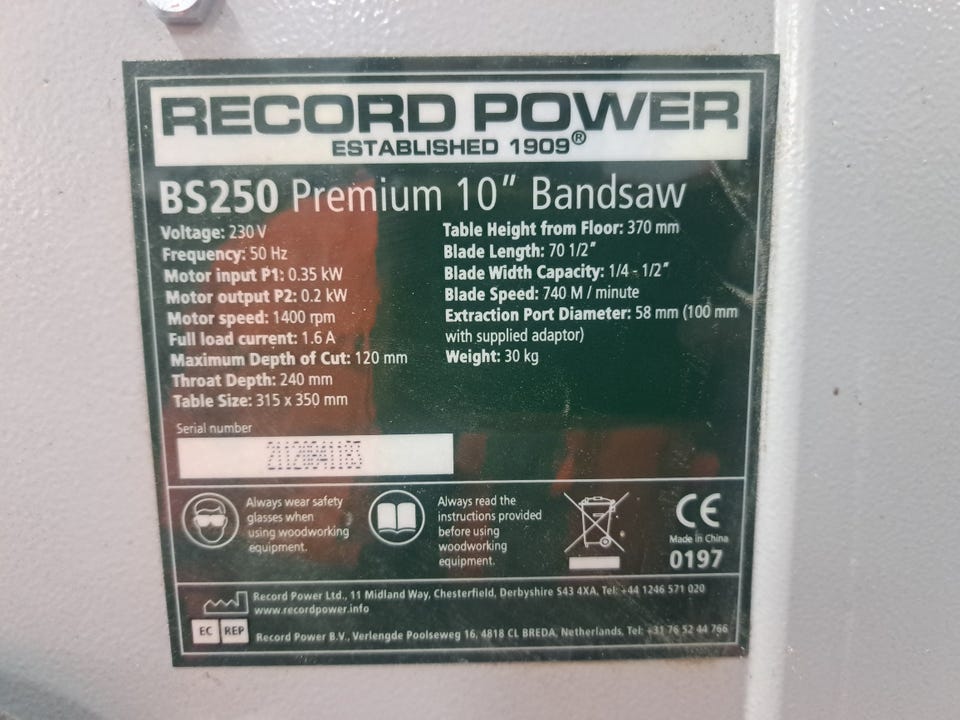 RECORD POWER
ESTABLISHED 1909®
BS250 Premium 10" Bandsaw
Voltage: 230 V
Frequency: 50 Hz
Motor input P1: 0.35 kW
Motor output P2: 0.2 kW
Motor speed: 1400 rpm
Full load current: 1.6 A
Maximum Depth of Cut: 120 mm
Throat Depth: 240 mm
Table Size: 315 x 350 mm
Table Height from Floor: 370 mm
Blade Length: 70 1/2"
Blade Width Capacity: 1/4 - 1/2"
Blade Speed: 740 M / minute
Extraction Port Diameter: 58 mm (100 mm
with supplied adaptor)
Weight: 30 kg
Serial number
Always wear safety
glasses when
using woodworking
equipment.
Always read the
instructions provided
before using
woodworking
equipment.
CE
Made in China
0197
Record Power Ltd., 11 Midland Way, Chesterfield, Derbyshire S43 4XA, Tel: +44 1246 571 020
www.recordpower.info
EC REP
Record Power B.V., Verlengde Poolseweg 16, 4818 CL BREDA, Netherlands, Tel: +31 76 52 44 766